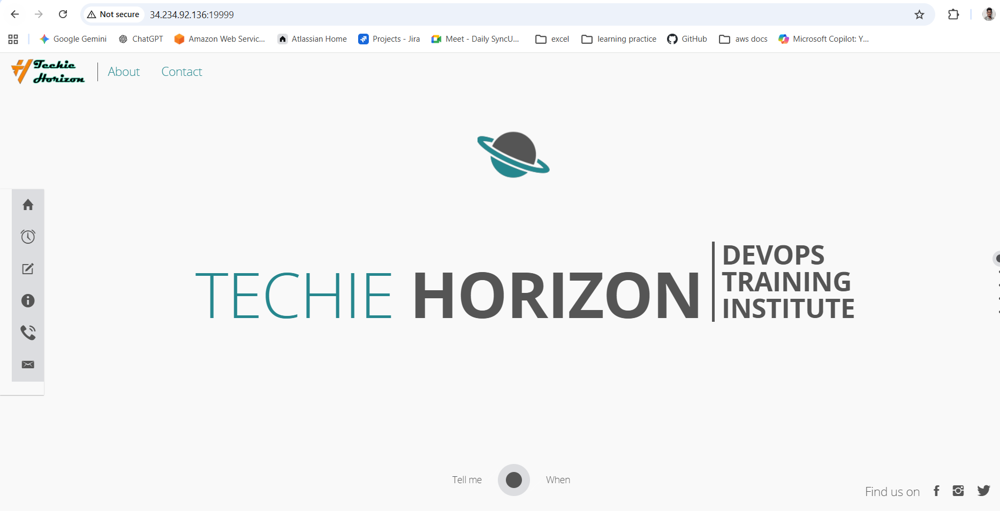 Not secure 34.234.92.136:19999
Google Gemini ChatGPT Amazon Web Servic... Atlassian Home Projects - Jira Meet - Daily SyncU... excel learning practice GitHub aws docs Microsoft Copilot: Y...
Techie
Horizon
About Contact
TECHIE HORIZON
DEVOPS
TRAINING
INSTITUTE
Tell me When
Find us on